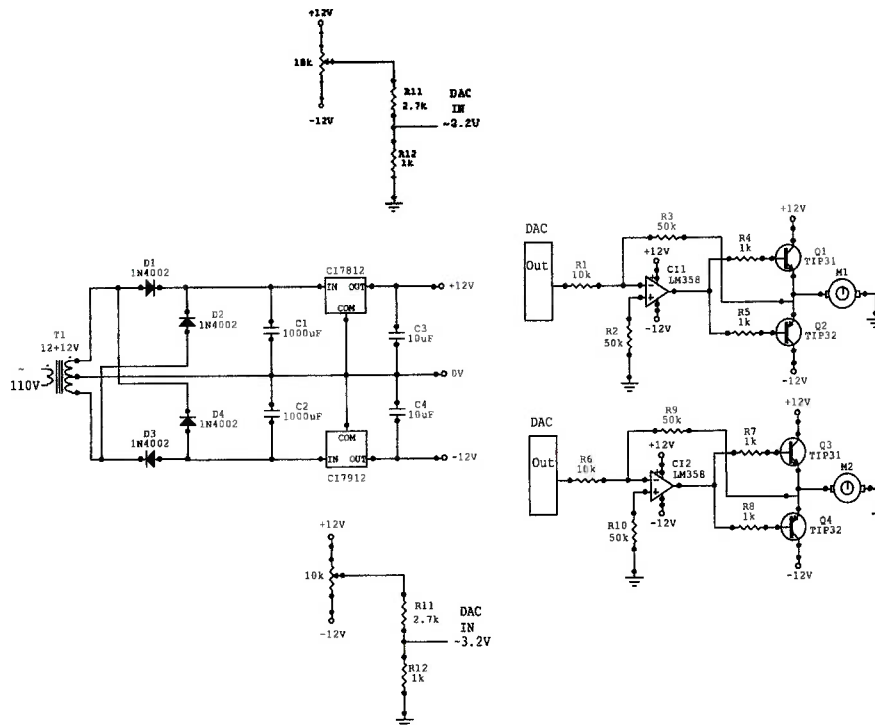 +12V
10k
-12V
R11
2.7k
DAC
IN
~3.2V
R12
1k
D1
1N4002
D2
1N4002
T1
12+12V
~
110V
D3
1N4002
D4
1N4002
C1
1000uF
C2
1000uF
CI7812
IN OUT
COM
C3
10uF
+12V
0V
C4
10uF
COM
IN OUT
CI7912
-12V
DAC
Out
R1
10k
R3
50k
+12V
CI1
LM358
-12V
R2
50k
R4
1k
R5
1k
+12V
Q1
TIP31
M1
Q2
TIP32
-12V
DAC
Out
R6
10k
R9
50k
+12V
CI2
LM358
-12V
R10
50k
R7
1k
R8
1k
+12V
Q3
TIP31
M2
Q4
TIP32
-12V
+12V
10k
-12V
R11
2.7k
DAC
IN
~3.2V
R12
1k